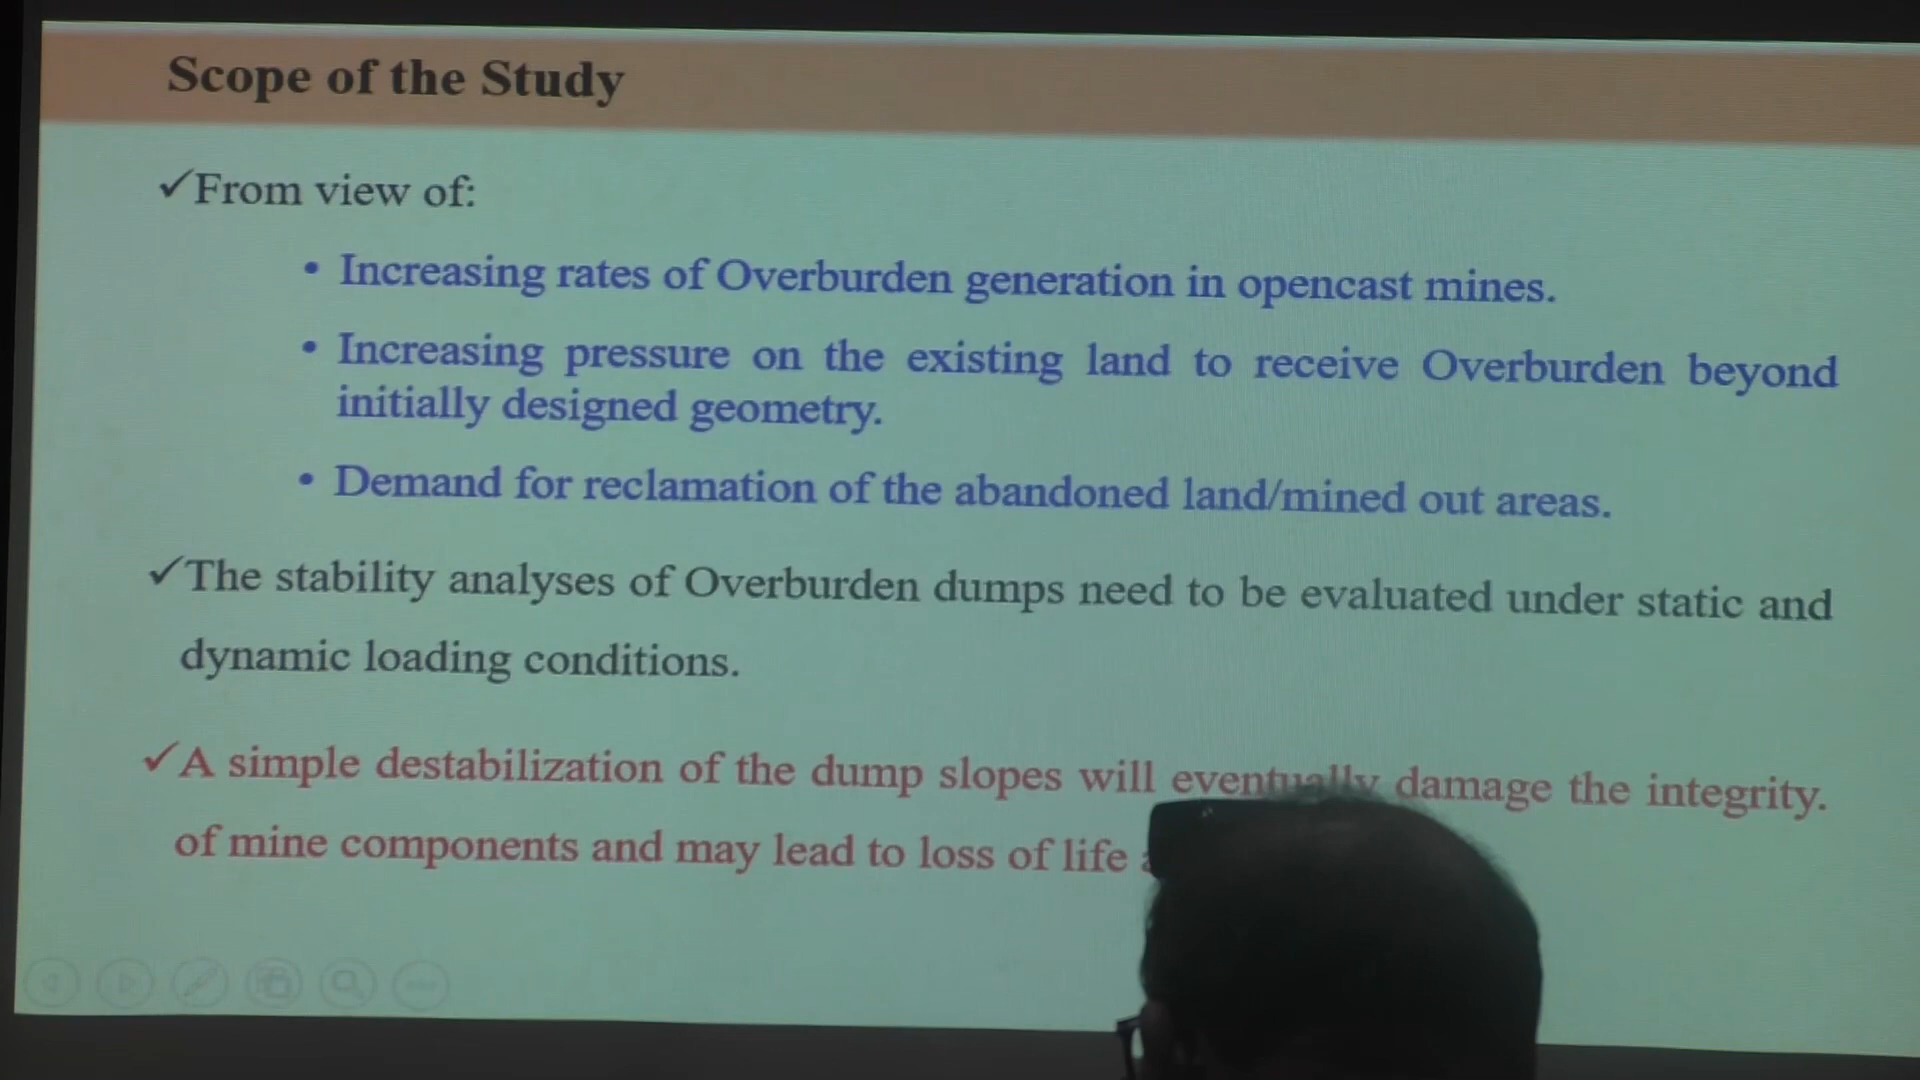 Scope of the Study
✓From view of:
• Increasing rates of Overburden generation in opencast mines.
• Increasing pressure on the existing land to receive Overburden beyond
initially designed geometry.
• Demand for reclamation of the abandoned land/mined out areas.
✓The stability analyses of Overburden dumps need to be evaluated under static and
dynamic loading conditions.
✓A simple destabilization of the dump slopes will eventually damage the integrity.
of mine components and may lead to loss of life